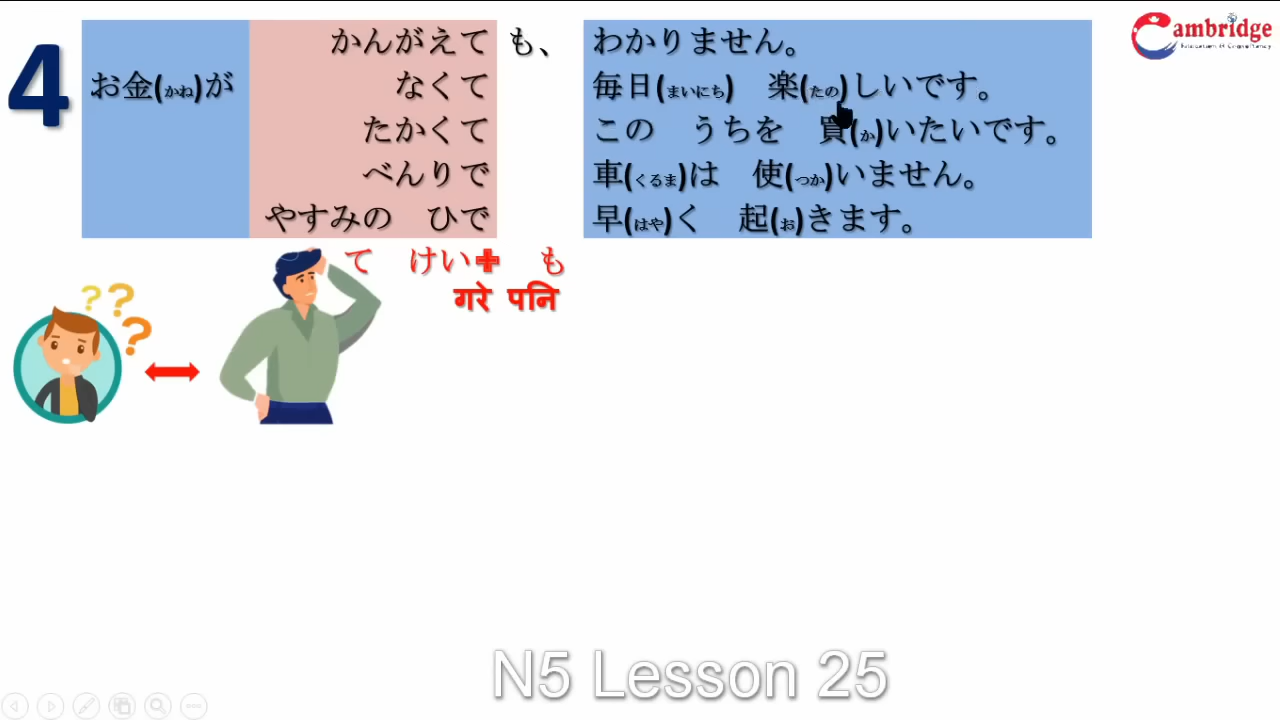 4
かんがえて も、 わかりません。
お金(かね)が なくて 毎日(まいにち) 楽(たの)しいです。
たかくて この うちを 買(か)いたいです。
べんりで 車(くるま)は 使(つか)いません。
やすみの ひで 早(はや)く 起(お)きます。
て けい+ も
गरे पनि
? ? ?
N5 Lesson 25
Cambridge
Education & Consultancy